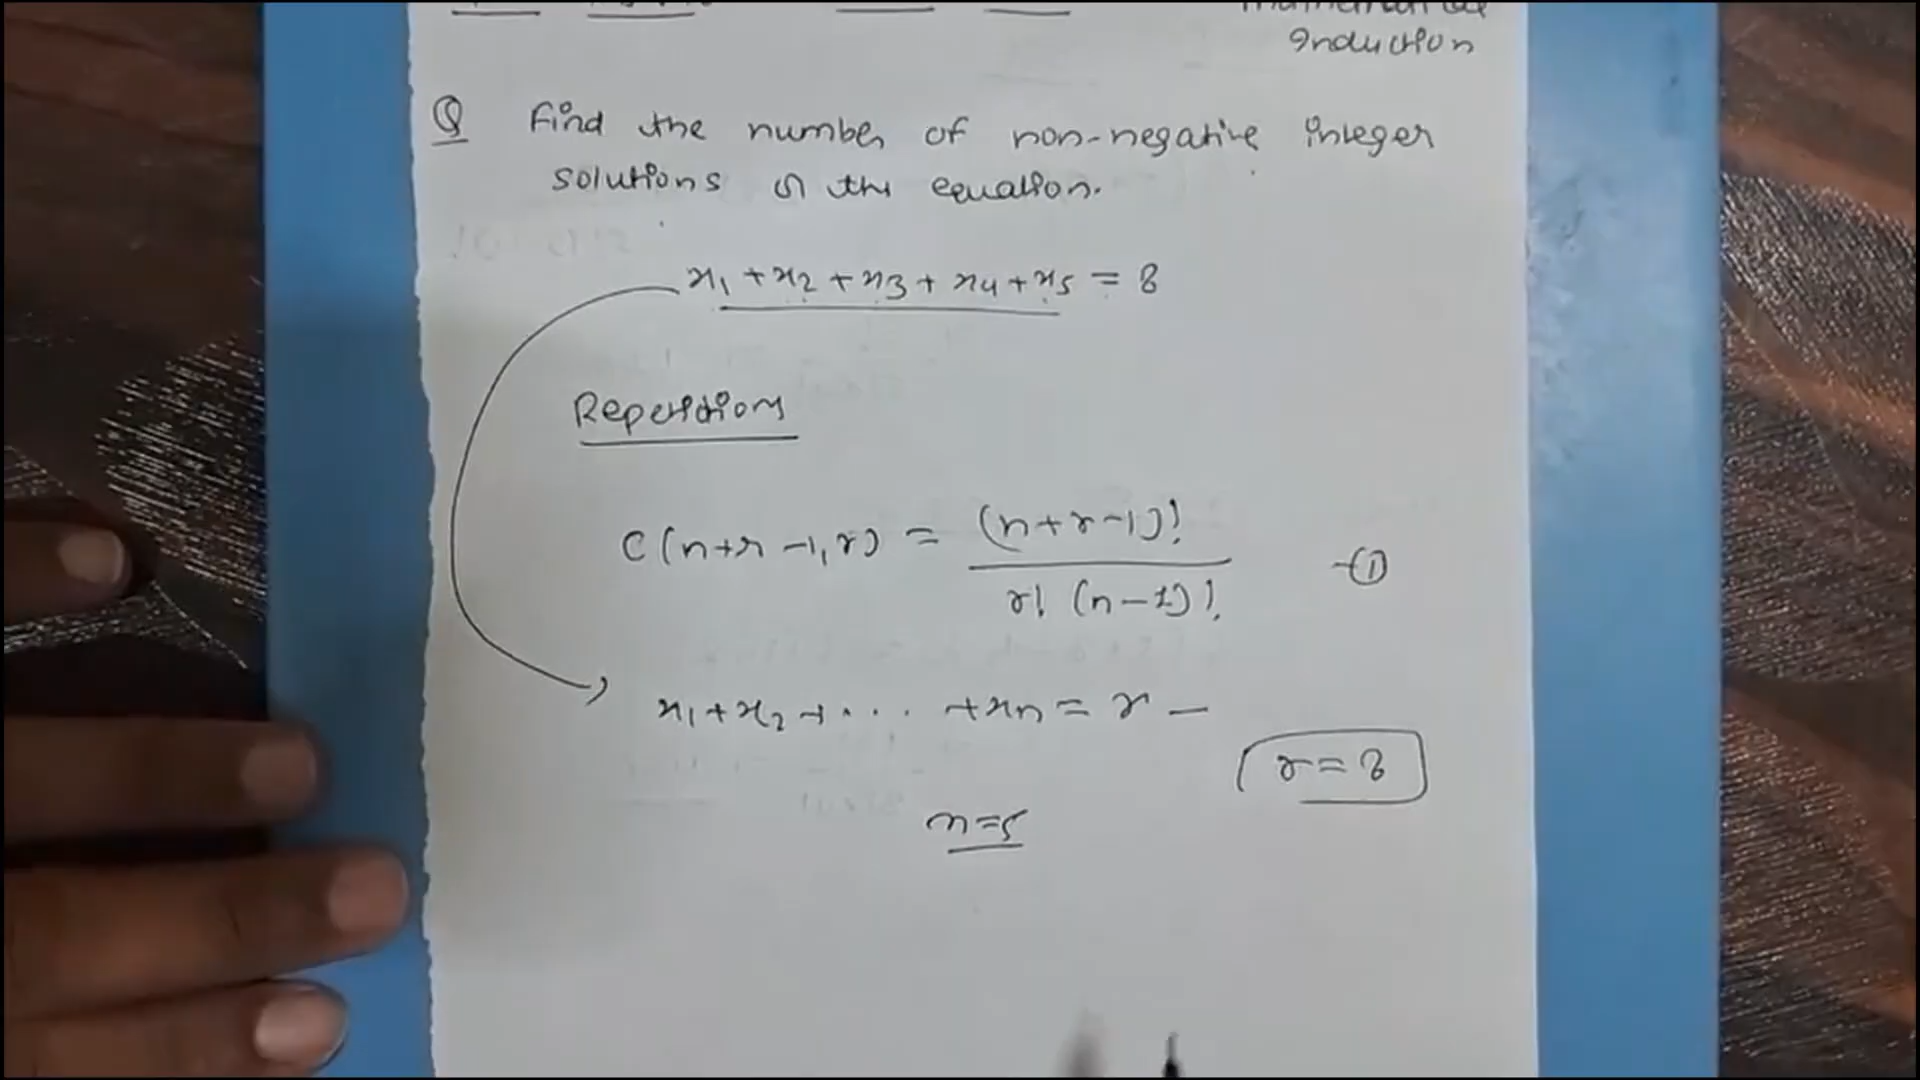 Induction
Q Find the number of non-negative integer
solutions of the equation.
x₁ + x₂ + x₃ + x₄ + x₅ = 8
Repetitions
C(n+r-1, r) = (n+r-1)! / r! (n-1)! -①
x₁ + x₂ + . . . . + xn = r -
r = 8
n=5